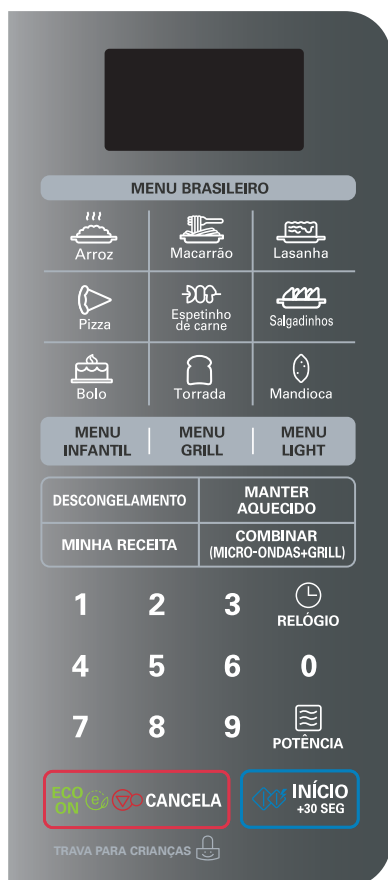 MENU BRASILEIRO
Arroz
Macarrão
Lasanha
Pizza
Espetinho
de carne
Salgadinhos
Bolo
Torrada
Mandioca
MENU
INFANTIL
MENU
GRILL
MENU
LIGHT
DESCONGELAMENTO
MANTER
AQUECIDO
MINHA RECEITA
COMBINAR
(MICRO-ONDAS+GRILL)
1 2 3
RELÓGIO
4 5 6 0
7 8 9
POTÊNCIA
ECO
ON
e
CANCELA
INÍCIO
+30 SEG
TRAVA PARA CRIANÇAS